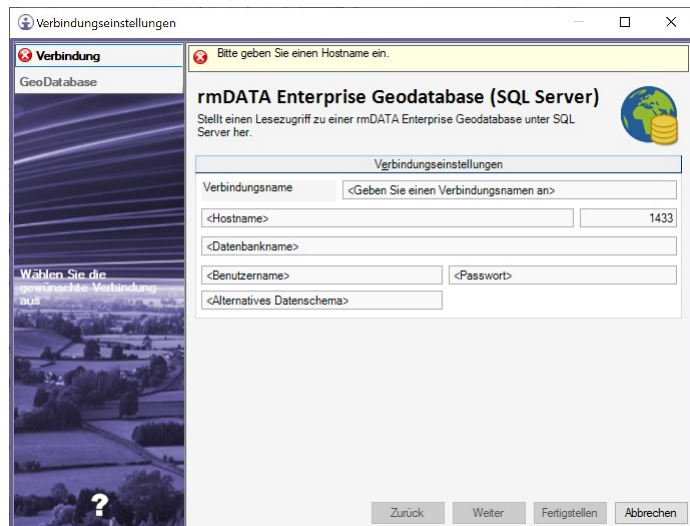 Verbindungseinstellungen
Verbindung
GeoDatabase
Wählen Sie die
gewünschte Verbindung
aus
?
Bitte geben Sie einen Hostname ein.
rmDATA Enterprise Geodatabase (SQL Server)
Stellt einen Lesezugriff zu einer rmDATA Enterprise Geodatabase unter SQL
Server her.
Verbindungseinstellungen
Verbindungsname <Geben Sie einen Verbindungsnamen an>
<Hostname> 1433
<Datenbankname>
<Benutzername> <Passwort>
<Alternatives Datenschema>
Zurück Weiter Fertigstellen Abbrechen